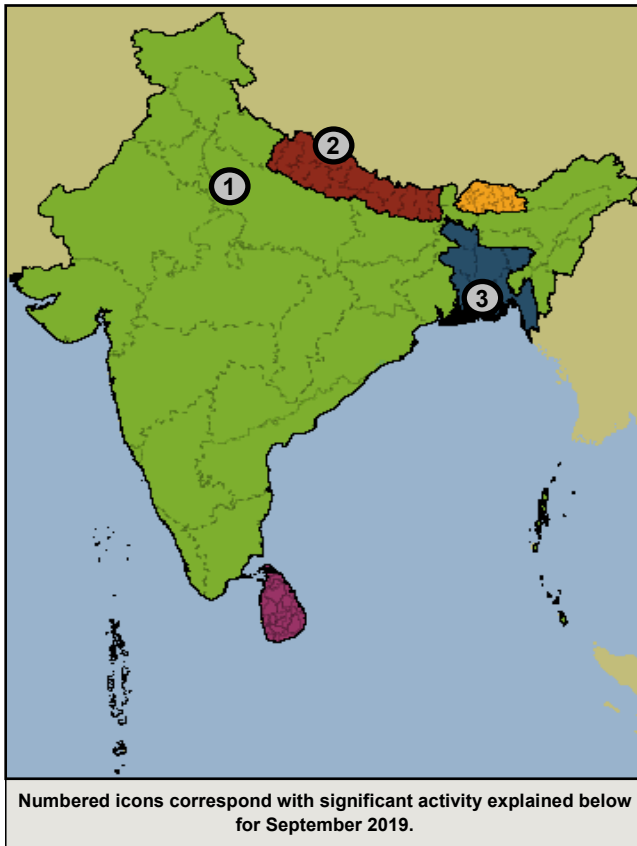 2
1
3
Numbered icons correspond with significant activity explained below
for September 2019.